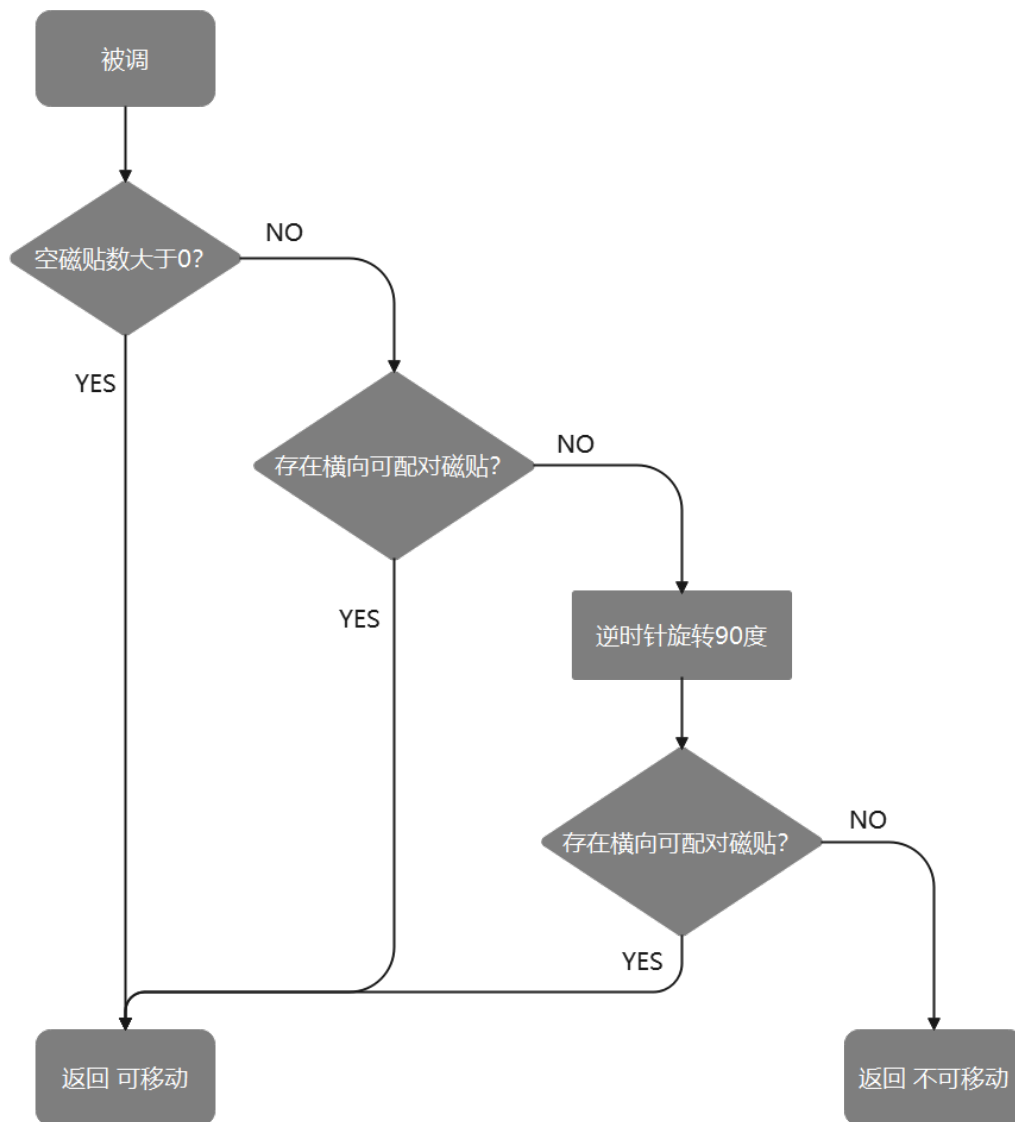 被调
空磁贴数大于0?
NO
YES
存在横向可配对磁贴?
NO
YES
逆时针旋转90度
存在横向可配对磁贴?
NO
YES
返回 可移动
返回 不可移动